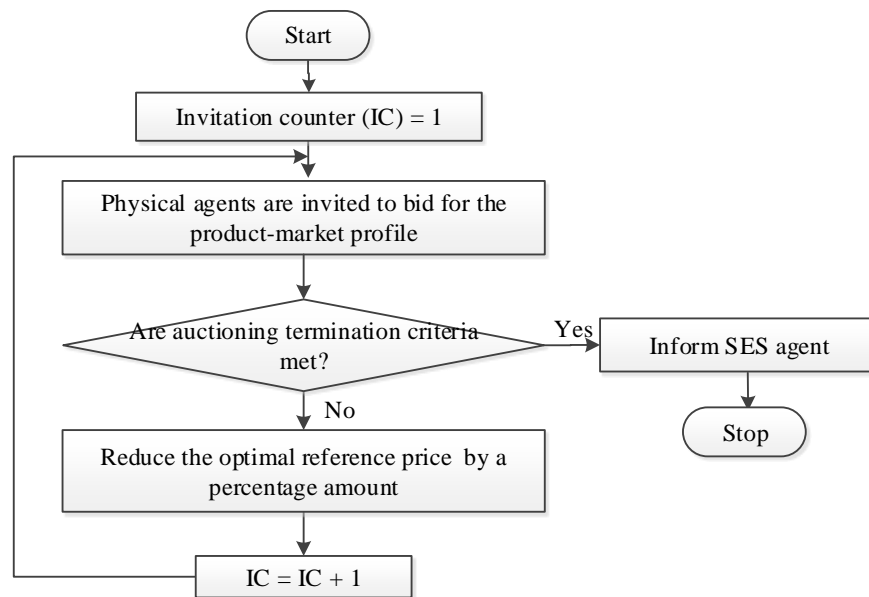 Start
Invitation counter (IC) = 1
Physical agents are invited to bid for the
product-market profile
Are auctioning termination criteria
met?
Yes
Inform SES agent
Stop
No
Reduce the optimal reference price by a
percentage amount
IC = IC + 1